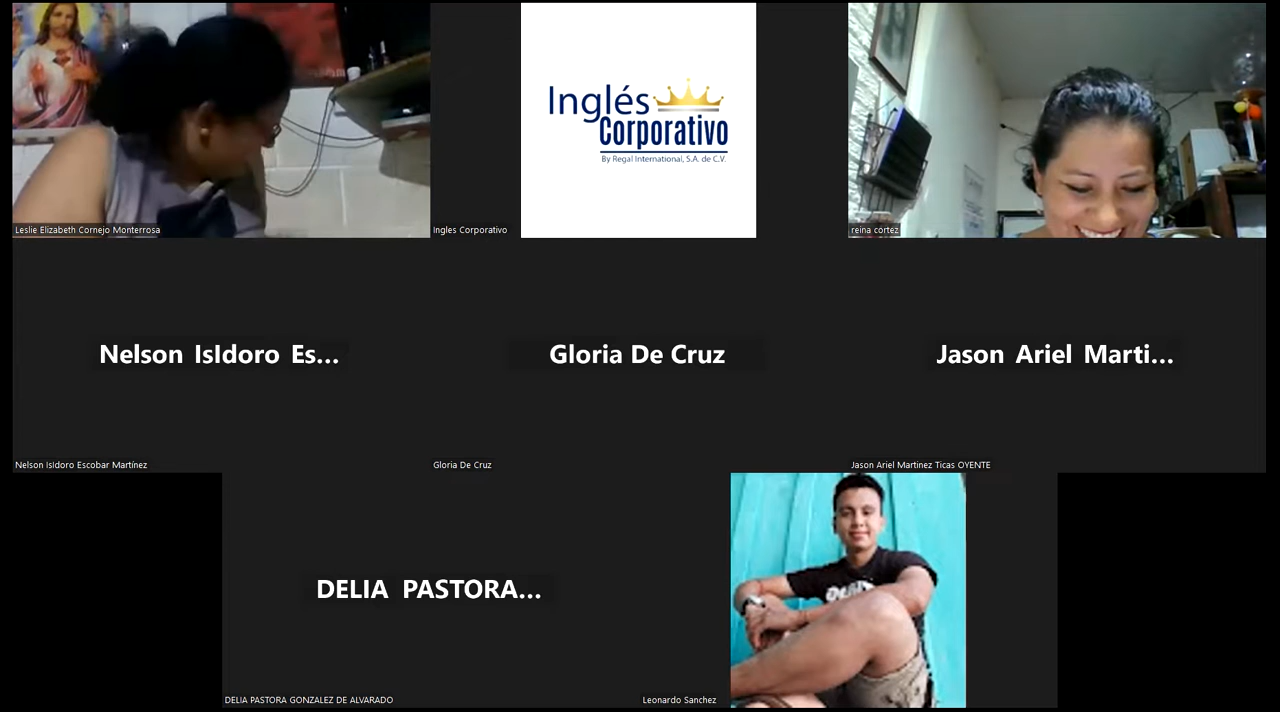 Inglés
Corporativo
By Regal International, S.A. de C.V.
Leslie Elizabeth Cornejo Monterrosa
Ingles Corporativo
reina cortez
Nelson IsIdoro Es...
Gloria De Cruz
Jason Ariel Marti...
Nelson IsIdoro Escobar Martínez
Gloria De Cruz
Jason Ariel Martinez Ticas OYENTE
DELIA PASTORA...
DELIA PASTORA GONZALEZ DE ALVARADO
Leonardo Sanchez